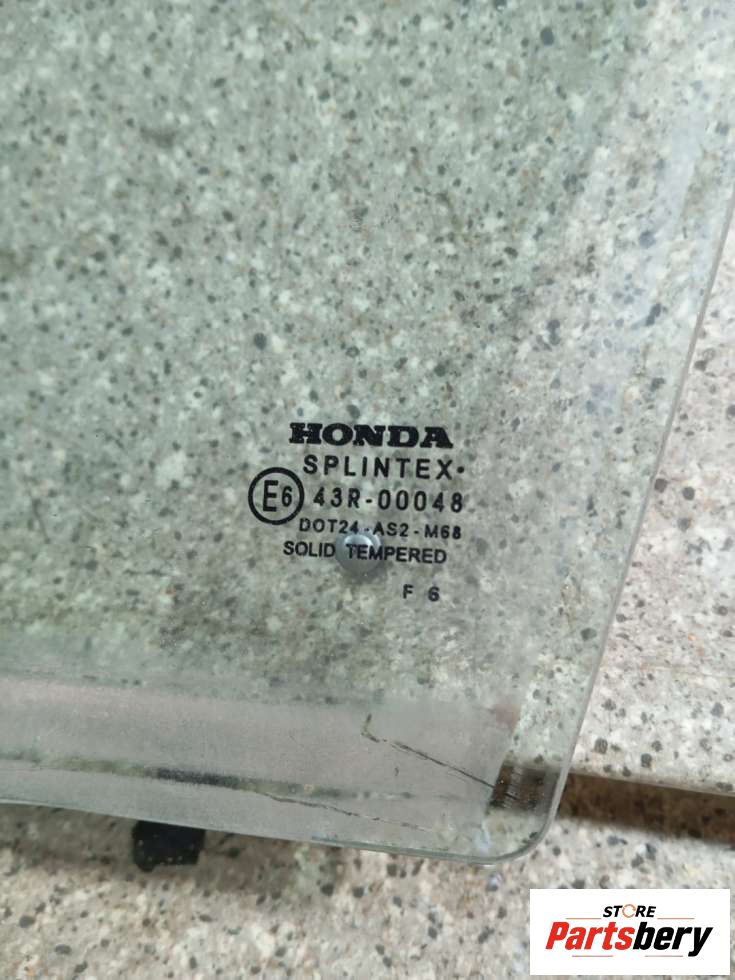 HONDA
SPLINTEX·
E6 43R-00048
DOT24-AS2-M68
SOLID TEMPERED
F 6
STORE
Partsbery